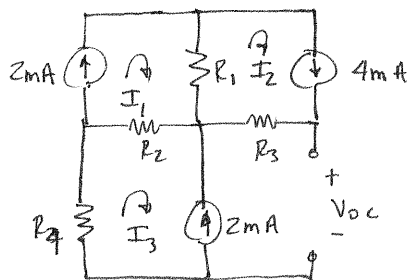 2mA I₁ R₁ I₂ 4mA
R₂ R₃
R₄ I₃ 2mA
+
VOC
-